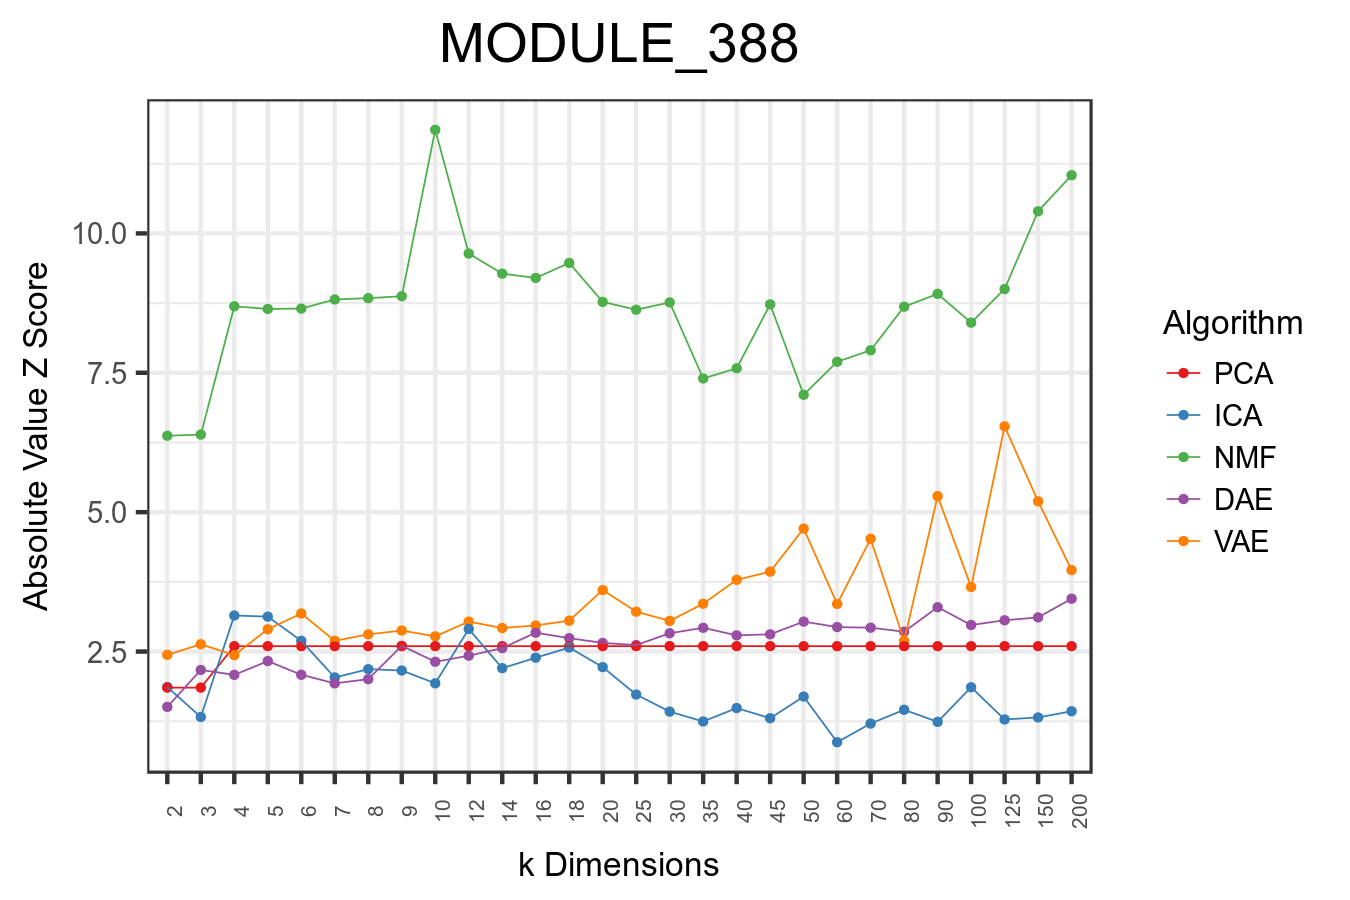 MODULE_388
Absolute Value Z Score
10.0
7.5
5.0
2.5
2 3 4 5 6 7 8 9 10 12 14 16 18 20 25 30 35 40 45 50 60 70 80 90 100 125 150 200
k Dimensions
Algorithm
PCA
ICA
NMF
DAE
VAE